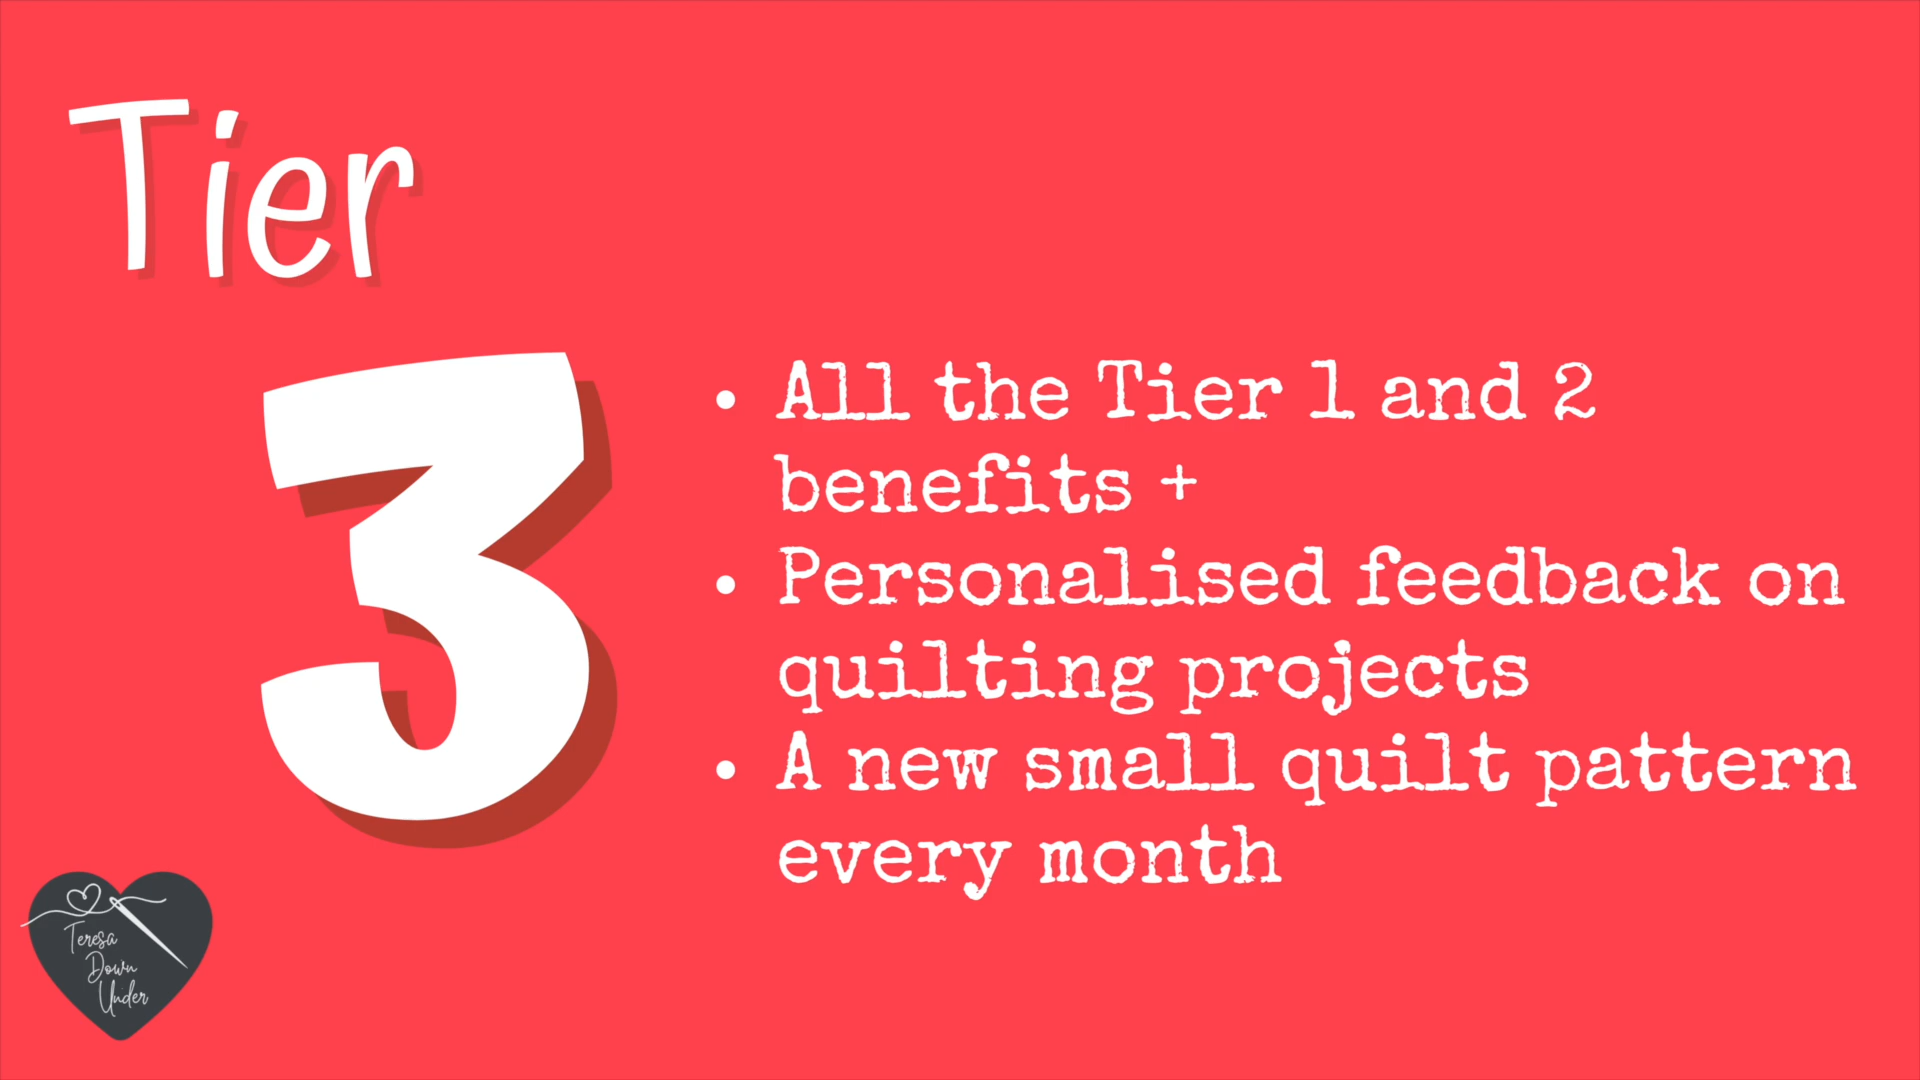 Tier
3
• All the Tier 1 and 2
benefits +
• Personalised feedback on
quilting projects
• A new small quilt pattern
every month
Teresa
Down
Under